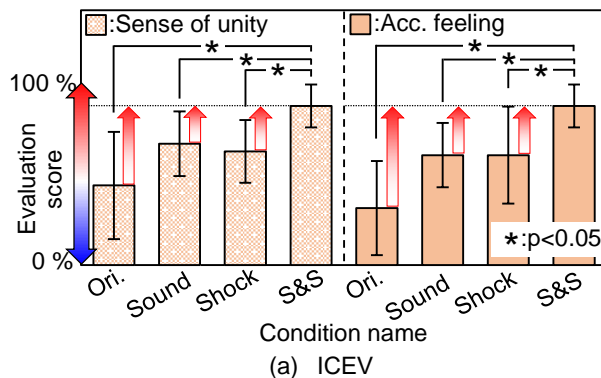 :Sense of unity
:Acc. feeling
*
*
*
*
*
*
100 %
Evaluation
score
0 %
*:p<0.05
Ori.
Sound
Shock
S&S
Ori.
Sound
Shock
S&S
Condition name
(a) ICEV